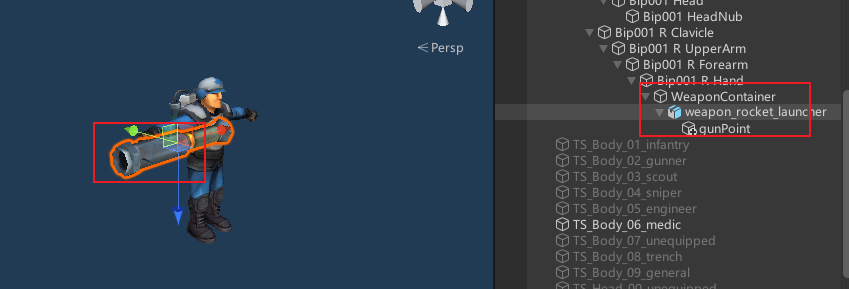 Bip001 Head
Bip001 HeadNub
Bip001 R Clavicle
Persp
Bip001 R UpperArm
Bip001 R Forearm
Bip001 R Hand
WeaponContainer
weapon_rocket_launcher
gunPoint
TS_Body_01_infantry
TS_Body_02_gunner
TS_Body_03_scout
TS_Body_04_sniper
TS_Body_05_engineer
TS_Body_06_medic
TS_Body_07_unequipped
TS_Body_08_trench
TS_Body_09_general
TS_Head_00_unequipped